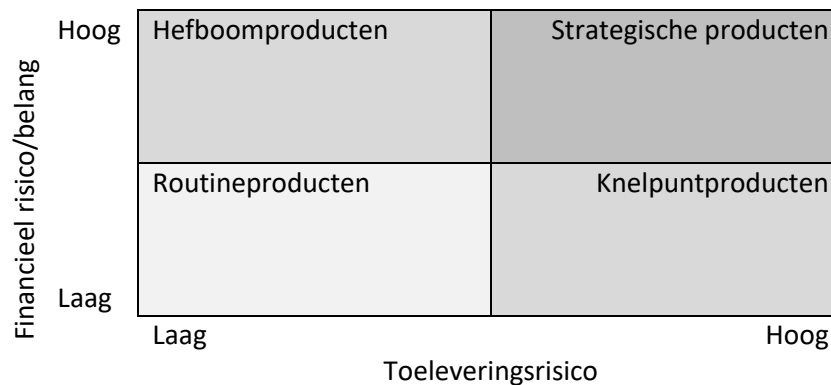 Financieel risico/belang
Hoog
Hefboomproducten
Strategische producten
Routineproducten
Knelpuntproducten
Laag
Laag
Hoog
Toeleveringsrisico